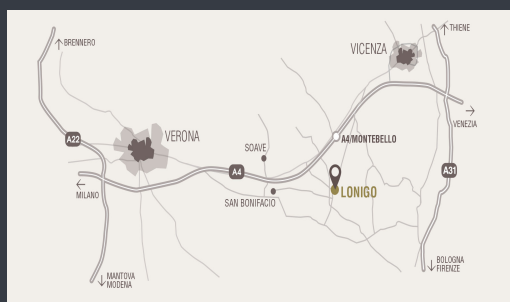 THIENE
BRENNERO
VICENZA
VENEZIA
VERONA
A22
A4/MONTEBELLO
SOAVE
A4
A31
MILANO
LONIGO
SAN BONIFACIO
BOLOGNA
FIRENZE
MANTOVA
MODENA